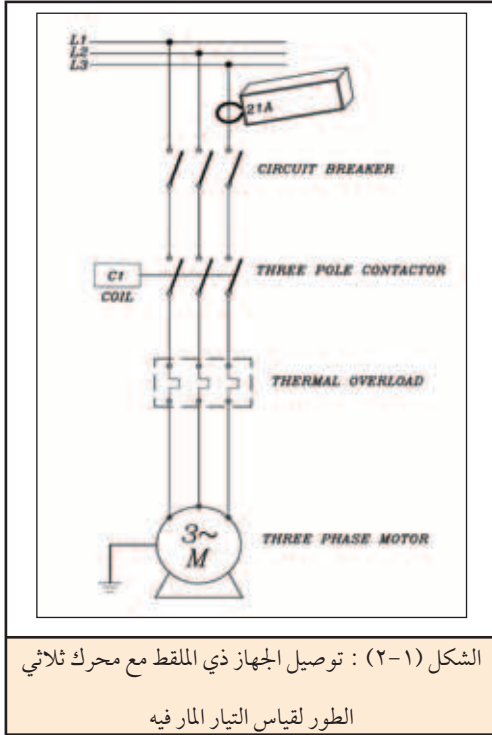 L1
L2
L3
21A
CIRCUIT BREAKER
C1
THREE POLE CONTACTOR
COIL
THERMAL OVERLOAD
3~
M
THREE PHASE MOTOR
الشكل (١-٢) : توصيل الجهاز ذي الملقط مع محرك ثلاثي
الطور لقياس التيار المار فيه